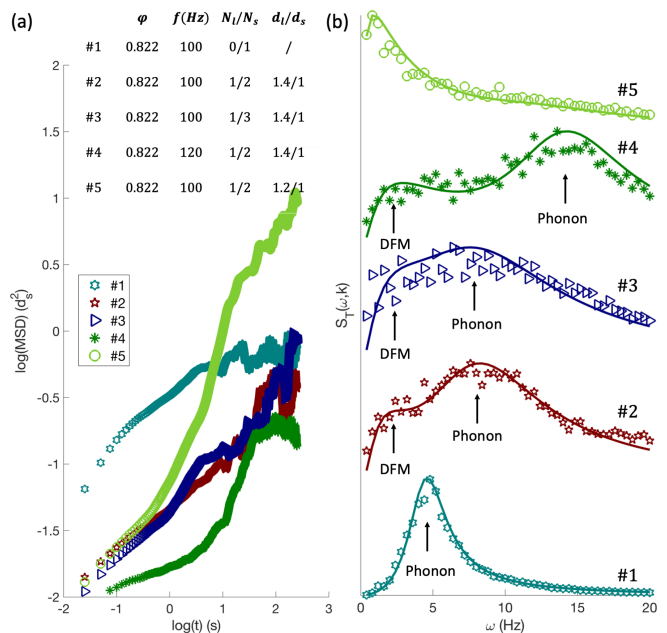 (a)
φ f(Hz) N_l/N_s d_l/d_s
#1 0.822 100 0/1 /
#2 0.822 100 1/2 1.4/1
#3 0.822 100 1/3 1.4/1
#4 0.822 120 1/2 1.4/1
#5 0.822 100 1/2 1.2/1
2
1.5
1
0.5
0
-0.5
-1
-1.5
-2
log(MSD) (d_s^2)
#1
#2
#3
#4
#5
-2 -1 0 1 2 3
log(t) (s)
(b)
#5
#4
Phonon
DFM
#3
Phonon
DFM
#2
Phonon
DFM
#1
Phonon
S_T(ω,k)
0 5 10 15 20
ω (Hz)